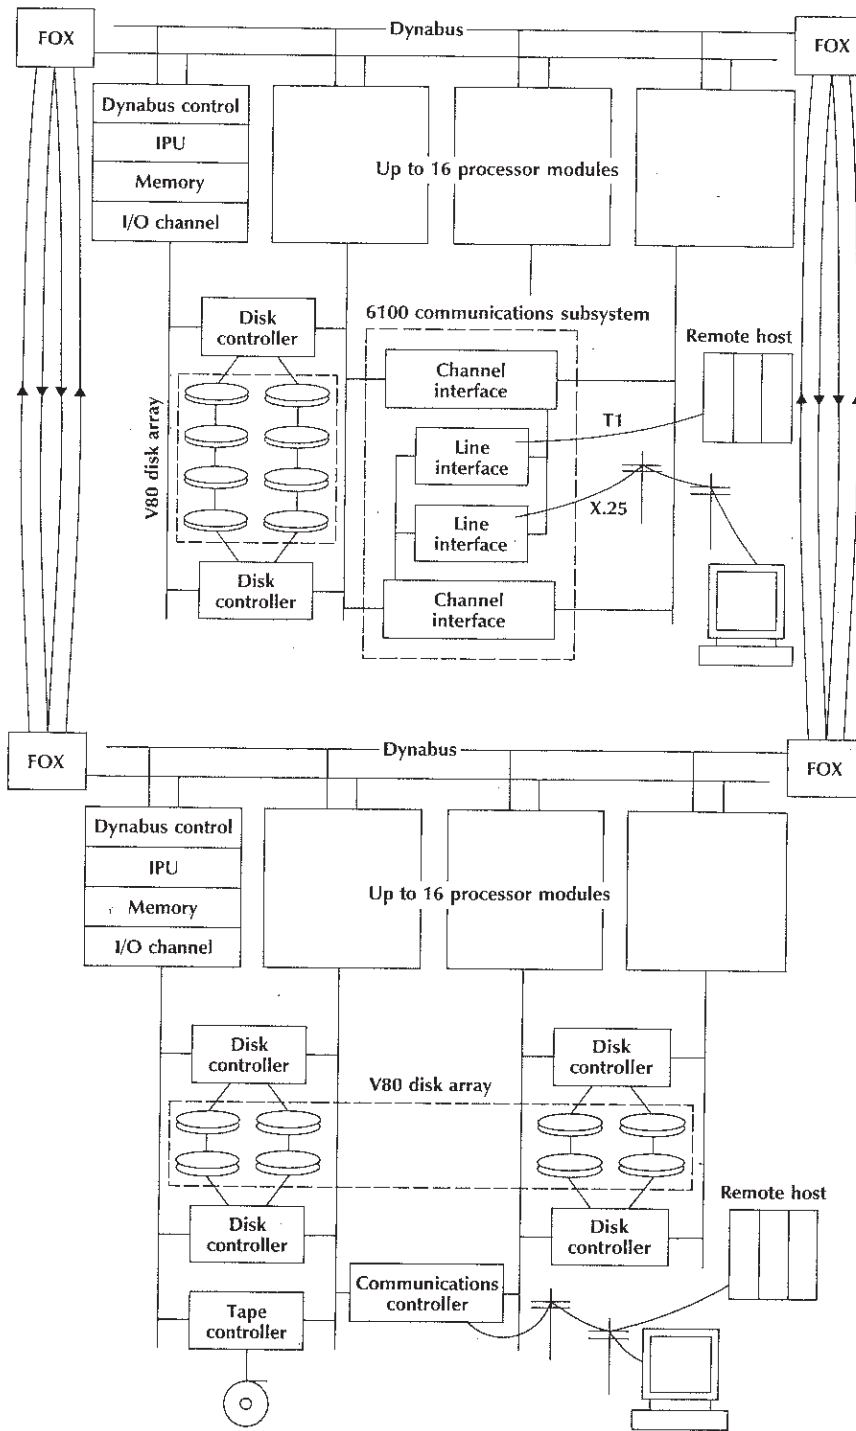 FOX
Dynabus
FOX
Dynabus control
IPU
Memory
I/O channel
Up to 16 processor modules
6100 communications subsystem
Disk
controller
Remote host
Channel
interface
V80 disk array
T1
Line
interface
X.25
Line
interface
Disk
controller
Channel
interface
FOX
Dynabus
FOX
Dynabus control
IPU
Up to 16 processor modules
Memory
I/O channel
Disk
controller
Disk
controller
V80 disk array
Remote host
Disk
controller
Disk
controller
Communications
controller
Tape
controller